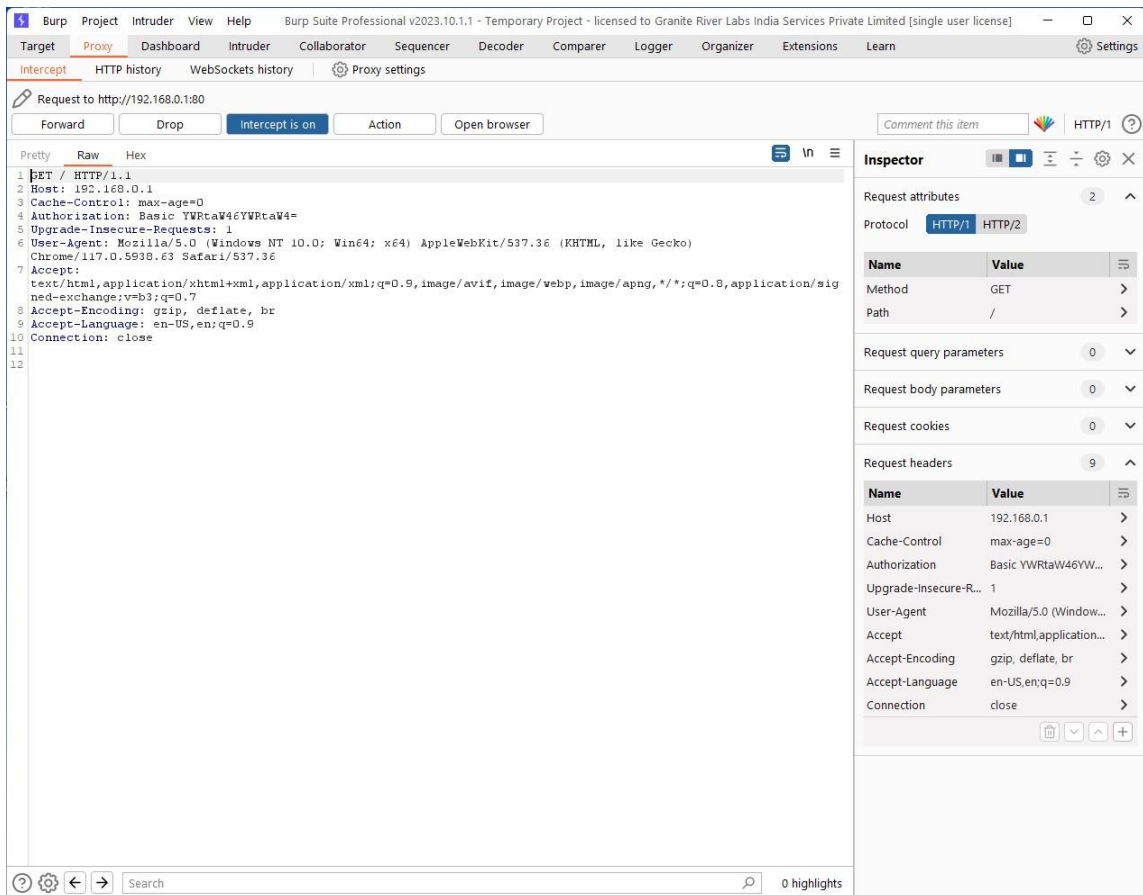 Burp Project Intruder View Help Burp Suite Professional v2023.10.1.1 - Temporary Project - licensed to Granite River Labs India Services Private Limited [single user license]
Target Proxy Dashboard Intruder Collaborator Sequencer Decoder Comparer Logger Organizer Extensions Learn Settings
Intercept HTTP history WebSockets history Proxy settings
Request to http://192.168.0.1:80
Forward Drop Intercept is on Action Open browser Comment this item HTTP/1
Pretty Raw Hex \n
1 GET / HTTP/1.1
2 Host: 192.168.0.1
3 Cache-Control: max-age=0
4 Authorization: Basic YWRtaW46YWRtaW4=
5 Upgrade-Insecure-Requests: 1
6 User-Agent: Mozilla/5.0 (Windows NT 10.0; Win64; x64) AppleWebKit/537.36 (KHTML, like Gecko)
Chrome/117.0.5938.63 Safari/537.36
7 Accept:
text/html,application/xhtml+xml,application/xml;q=0.9,image/avif,image/webp,image/apng,*/*;q=0.8,application/sig
ned-exchange;v=b3;q=0.7
8 Accept-Encoding: gzip, deflate, br
9 Accept-Language: en-US,en;q=0.9
10 Connection: close
11
12
Inspector
Request attributes 2
Protocol HTTP/1 HTTP/2
Name Value
Method GET
Path /
Request query parameters 0
Request body parameters 0
Request cookies 0
Request headers 9
Name Value
Host 192.168.0.1
Cache-Control max-age=0
Authorization Basic YWRtaW46YW...
Upgrade-Insecure-R... 1
User-Agent Mozilla/5.0 (Window...
Accept text/html,application...
Accept-Encoding gzip, deflate, br
Accept-Language en-US,en;q=0.9
Connection close
Search 0 highlights